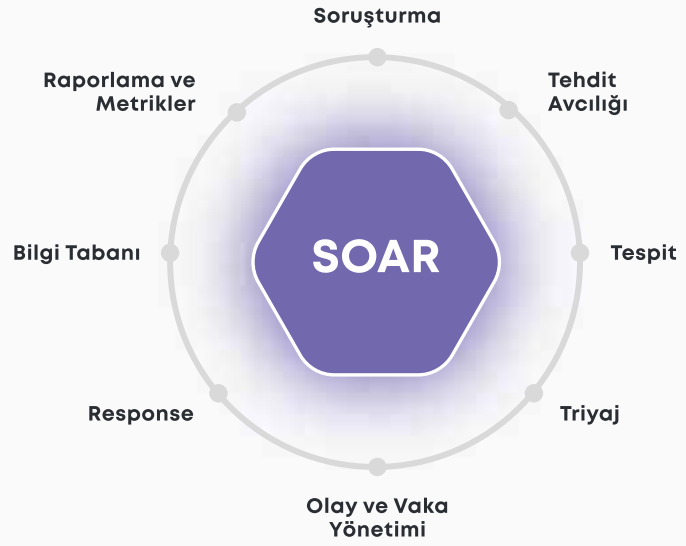 Soruşturma
Raporlama ve
Metrikler
Tehdit
Avcılığı
Bilgi Tabanı
SOAR
Tespit
Response
Triyaj
Olay ve Vaka
Yönetimi